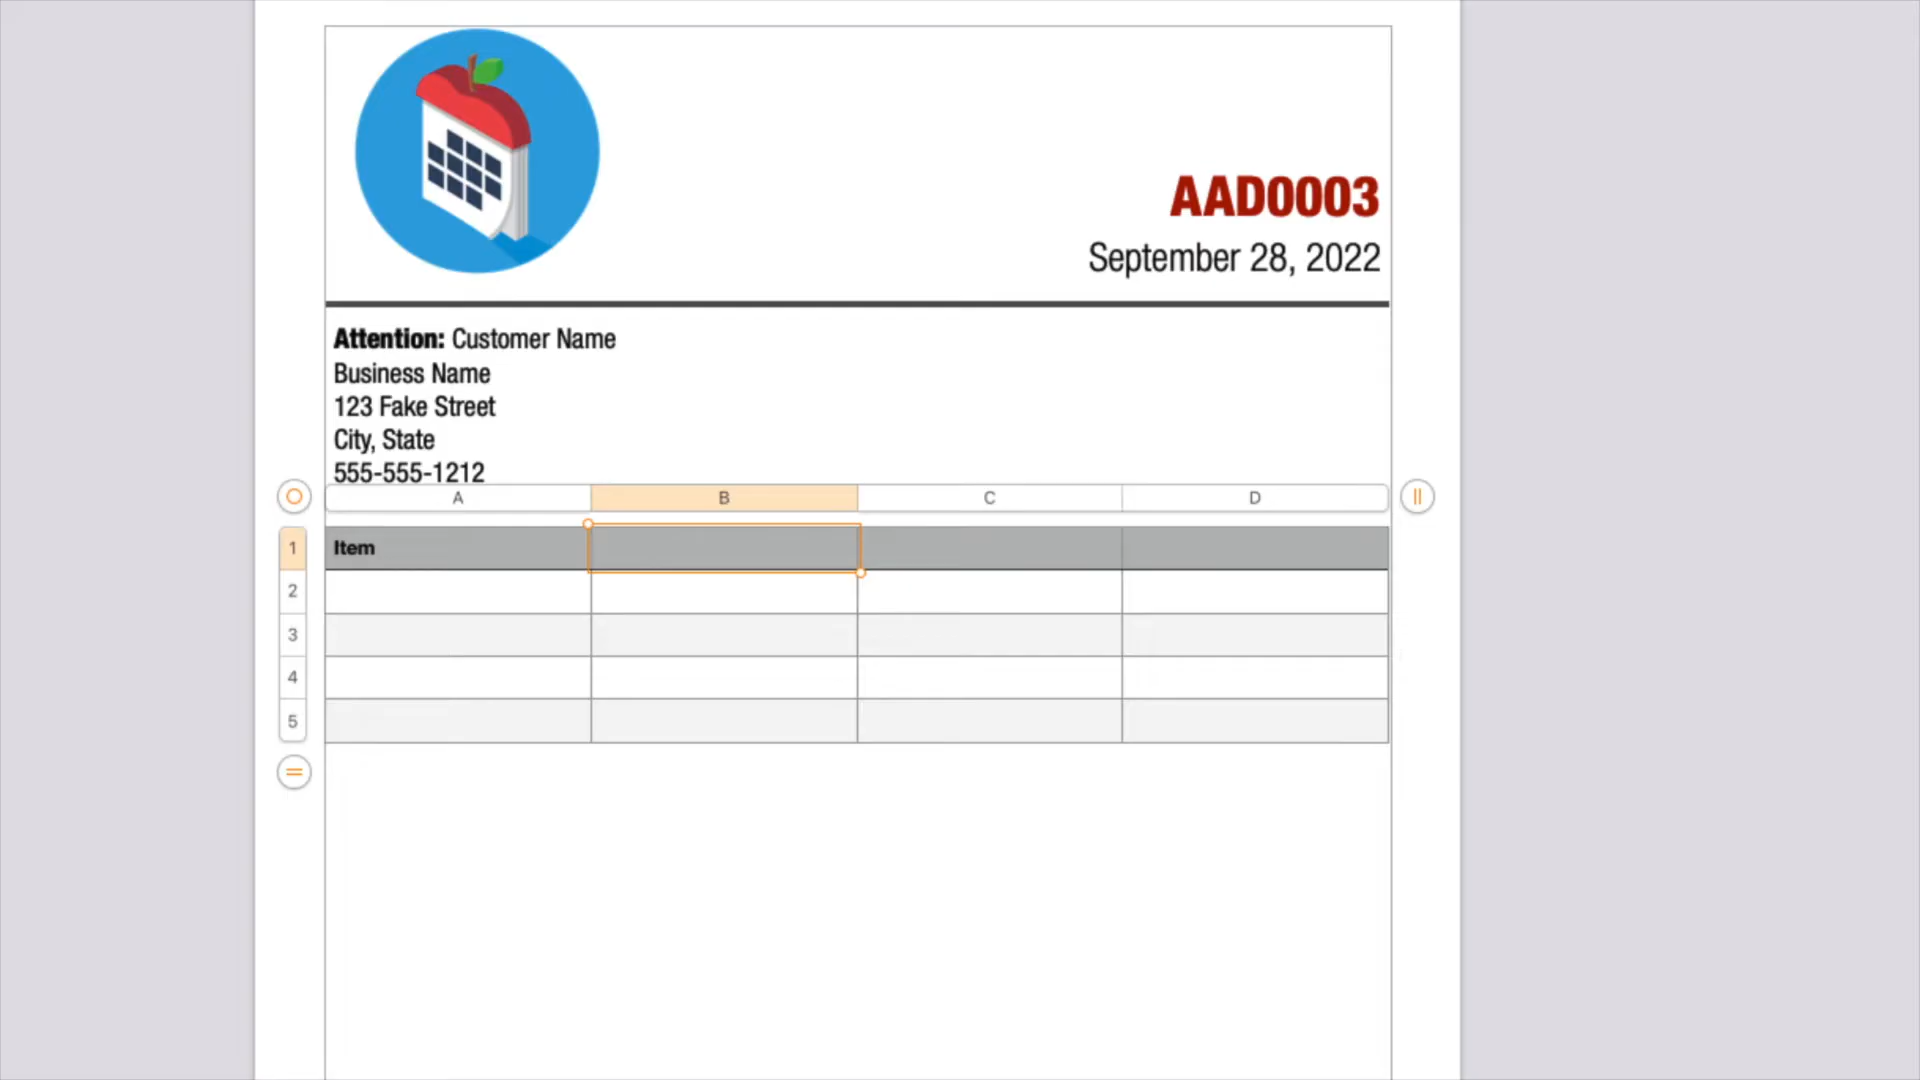 AAD0003
September 28, 2022
Attention: Customer Name
Business Name
123 Fake Street
City, State
555-555-1212
A B C D
1 Item
2
3
4
5